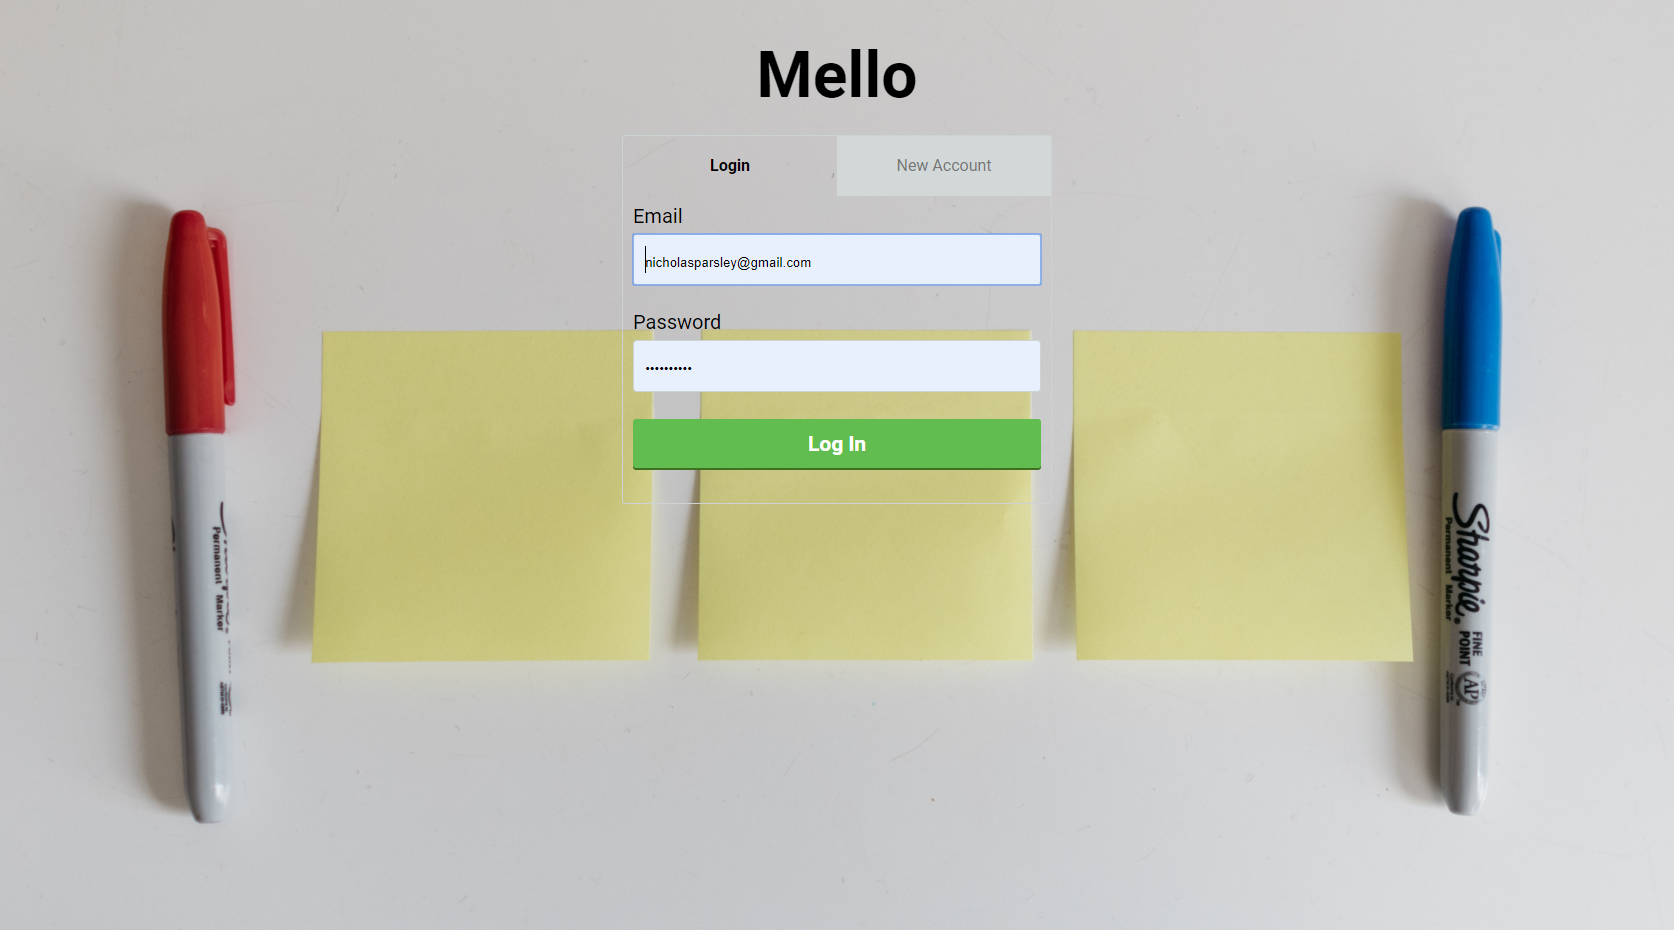 Mello
Login
New Account
Email
nicholasparsley@gmail.com
Password
••••••••••
Log In
Permanent Marker
Sharpie.
Permanent Marker
FINE
POINT
AP